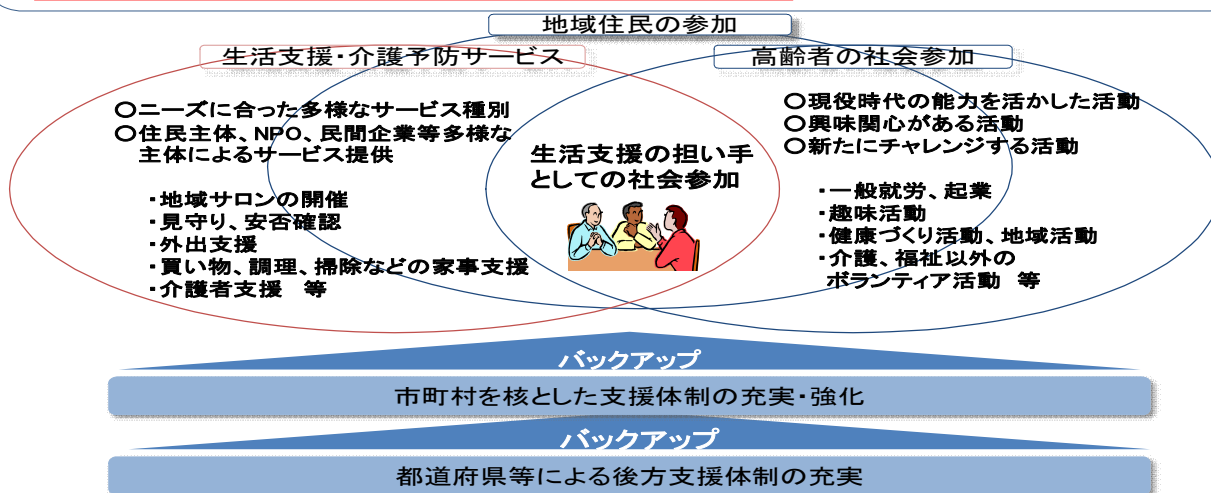 地域住民の参加
生活支援・介護予防サービス
高齢者の社会参加
〇ニーズに合った多様なサービス種別
〇住民主体、NPO、民間企業等多様な
主体によるサービス提供
・地域サロンの開催
・見守り、安否確認
・外出支援
・買い物、調理、掃除などの家事支援
・介護者支援　等
生活支援の担い手
としての社会参加
〇現役時代の能力を活かした活動
〇興味関心がある活動
〇新たにチャレンジする活動
・一般就労、起業
・趣味活動
・健康づくり活動、地域活動
・介護、福祉以外の
ボランティア活動　等
バックアップ
市町村を核とした支援体制の充実・強化
バックアップ
都道府県等による後方支援体制の充実